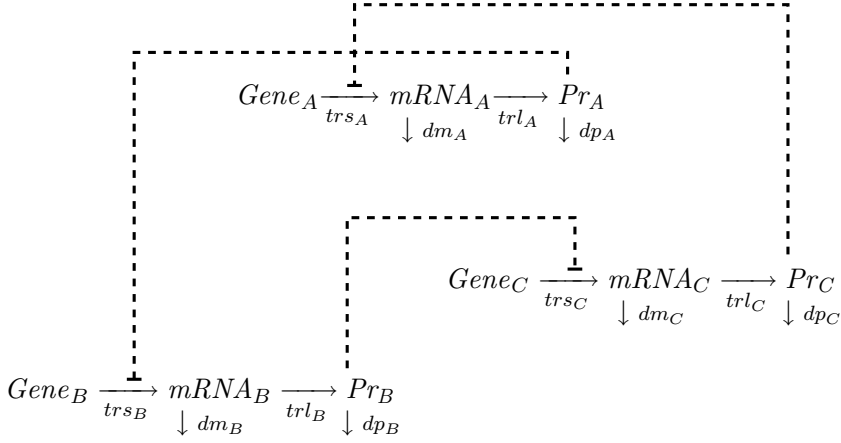 Gene_A → mRNA_A → Pr_A
trs_A trl_A
↓ dm_A ↓ dp_A
Gene_C → mRNA_C → Pr_C
trs_C trl_C
↓ dm_C ↓ dp_C
Gene_B → mRNA_B → Pr_B
trs_B trl_B
↓ dm_B ↓ dp_B